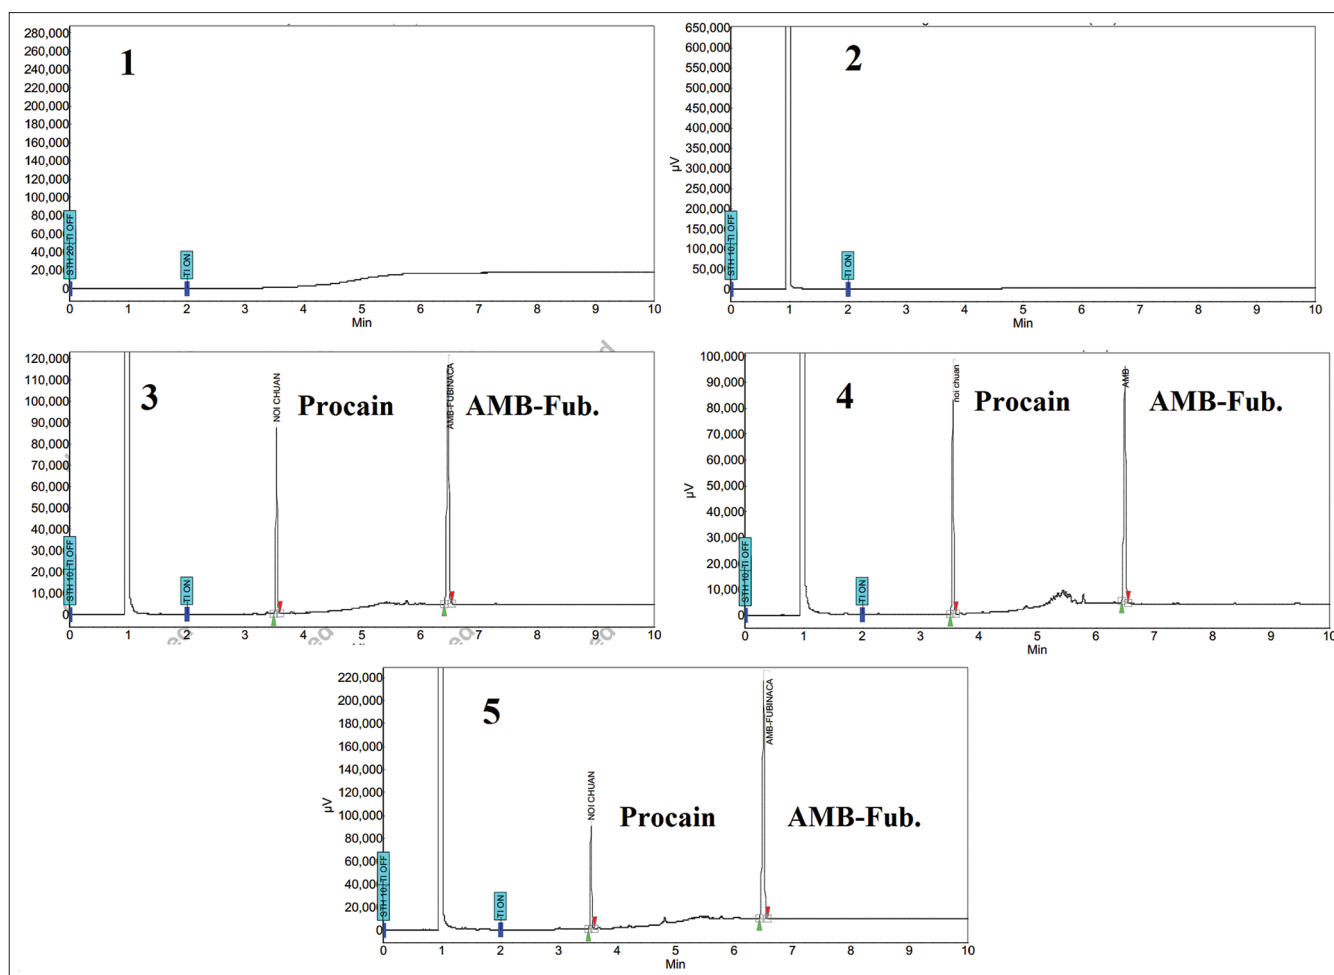 1
280,000
260,000
240,000
220,000
200,000
180,000
160,000
140,000
120,000
100,000
80,000
60,000
40,000
20,000
0
STH 20 TI OFF
TI ON
0 1 2 3 4 5 6 7 8 9 10
Min
2
650,000
600,000
550,000
500,000
450,000
400,000
350,000
300,000
250,000
200,000
150,000
100,000
50,000
0
µV
STH 10 TI OFF
TI ON
0 1 2 3 4 5 6 7 8 9 10
Min
3
120,000
110,000
100,000
90,000
80,000
70,000
60,000
50,000
40,000
30,000
20,000
10,000
0
STH 10 TI OFF
TI ON
NOI CHUAN
Procain
AMB-FUBINACA
AMB-Fub.
0 1 2 3 4 5 6 7 8 9 10
4
100,000
90,000
80,000
70,000
60,000
50,000
40,000
30,000
20,000
10,000
0
µV
STH 10 TI OFF
TI ON
noi chuan
Procain
AMB
AMB-Fub.
0 1 2 3 4 5 6 7 8 9 10
Min
5
220,000
200,000
180,000
160,000
140,000
120,000
100,000
80,000
60,000
40,000
20,000
0
µV
STH 10 TI OFF
TI ON
NOI CHUAN
Procain
AMB-FUBINACA
AMB-Fub.
0 1 2 3 4 5 6 7 8 9 10
Min